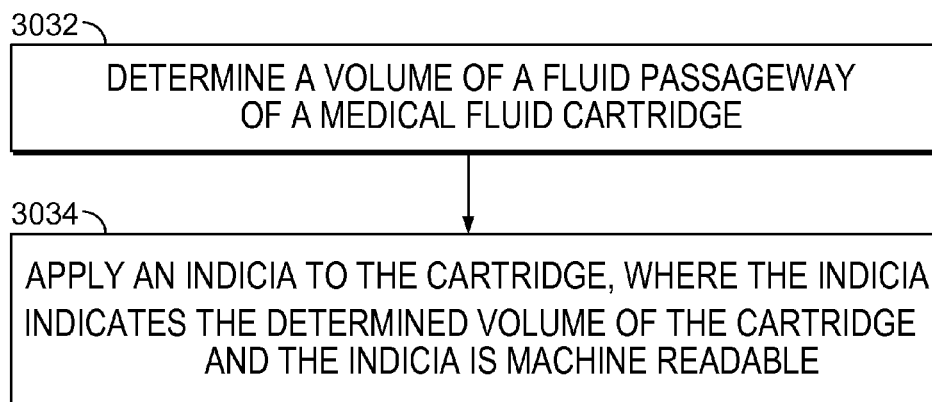 3032
DETERMINE A VOLUME OF A FLUID PASSAGEWAY
OF A MEDICAL FLUID CARTRIDGE
3034
APPLY AN INDICIA TO THE CARTRIDGE, WHERE THE INDICIA
INDICATES THE DETERMINED VOLUME OF THE CARTRIDGE
AND THE INDICIA IS MACHINE READABLE